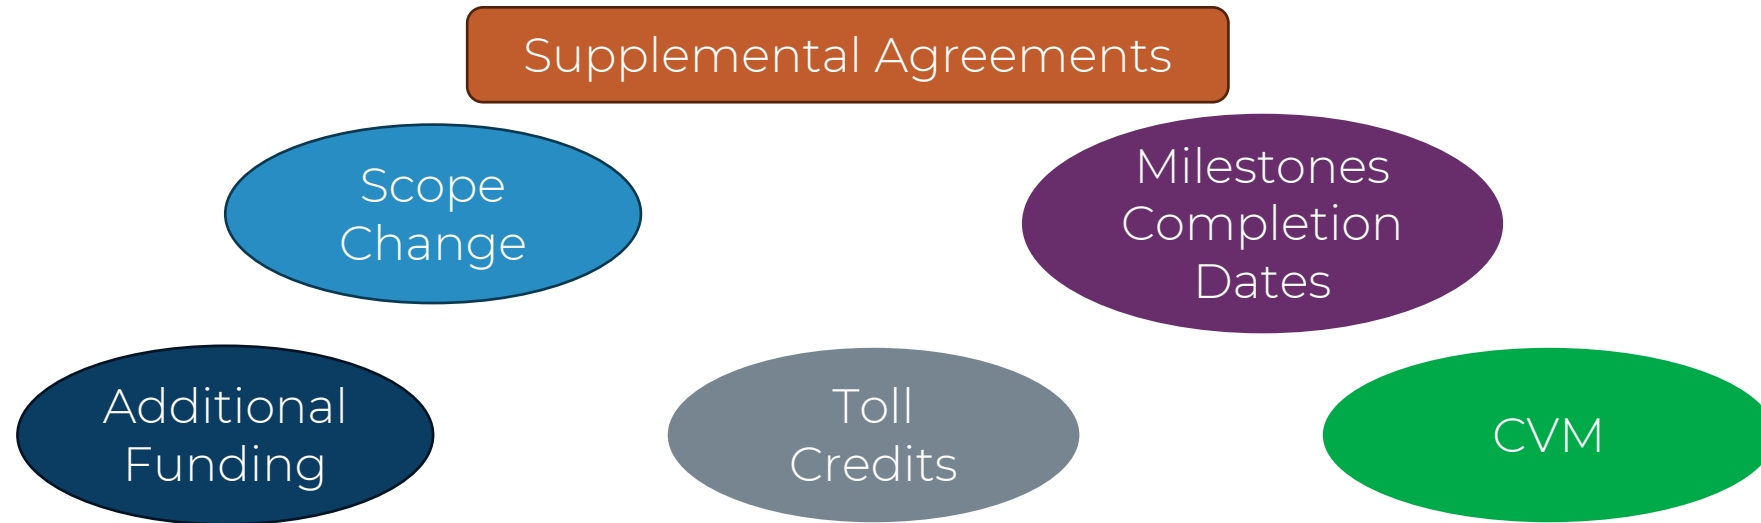 Supplemental Agreements
Scope
Change
Milestones
Completion
Dates
Additional
Funding
Toll
Credits
CVM